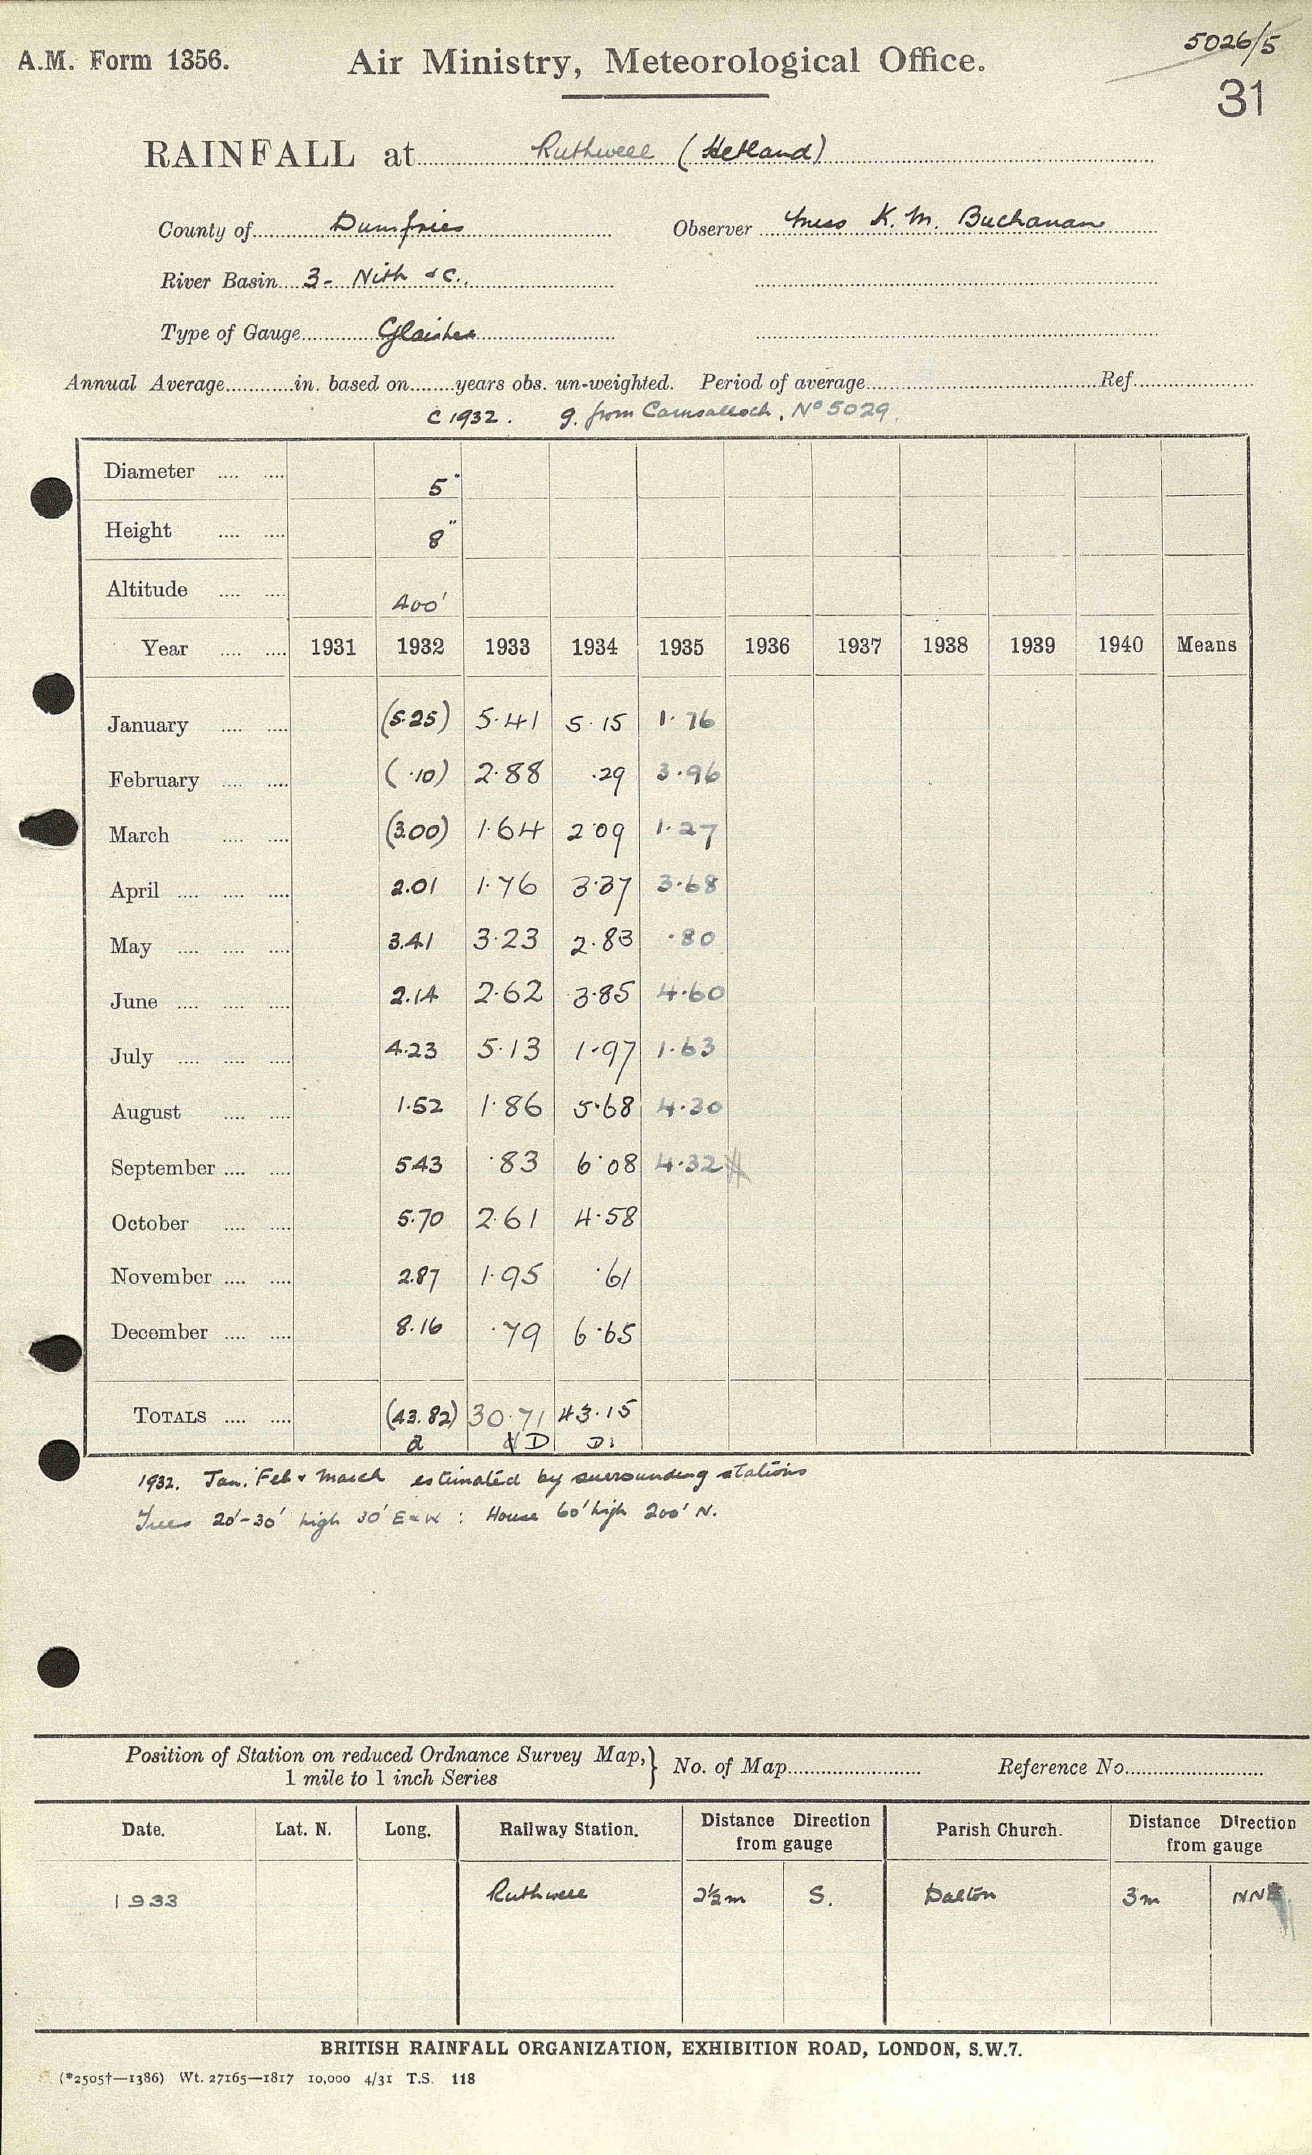 5026/5
A.M. Form 1356. Air Ministry, Meteorological Office.
31
RAINFALL at Ruthwell (Hetland)
County of Dumfries Observer Miss K. M. Buchanan
River Basin 3 - Nith &c.
Type of Gauge Glaisher
Annual Average in. based on years obs. un-weighted. Period of average Ref.
c 1932. g. from Carnsalloch, No 5029
Diameter 5"
Height 8"
Altitude 400'
Year 1931 1932 1933 1934 1935 1936 1937 1938 1939 1940 Means
January (5.25) 5.41 5.15 1.76
February (.10) 2.88 .29 3.96
March (3.00) 1.64 2.09 1.27
April 2.01 1.76 3.37 3.68
May 3.41 3.23 2.83 .80
June 2.14 2.62 3.85 4.60
July 4.23 5.13 1.97 1.63
August 1.52 1.86 5.68 4.30
September 5.43 .83 6.08 4.32
October 5.70 2.61 4.58
November 2.87 1.95 .61
December 8.16 .79 6.65
TOTALS (43.82) 30.71 43.15
1932. Jan, Feb & March estimated by surrounding stations
Trees 20'-30' high 30' E & W : House 60' high 200' N.
Position of Station on reduced Ordnance Survey Map, } No. of Map Reference No.
1 mile to 1 inch Series
Date. Lat. N. Long. Railway Station. Distance Direction from gauge Parish Church. Distance Direction from gauge
1933 Ruthwell 2½m S. Dalton 3m NNE
BRITISH RAINFALL ORGANIZATION, EXHIBITION ROAD, LONDON, S.W.7.
(*2505†—1386) Wt. 27165—1817 10,000 4/31 T.S. 118